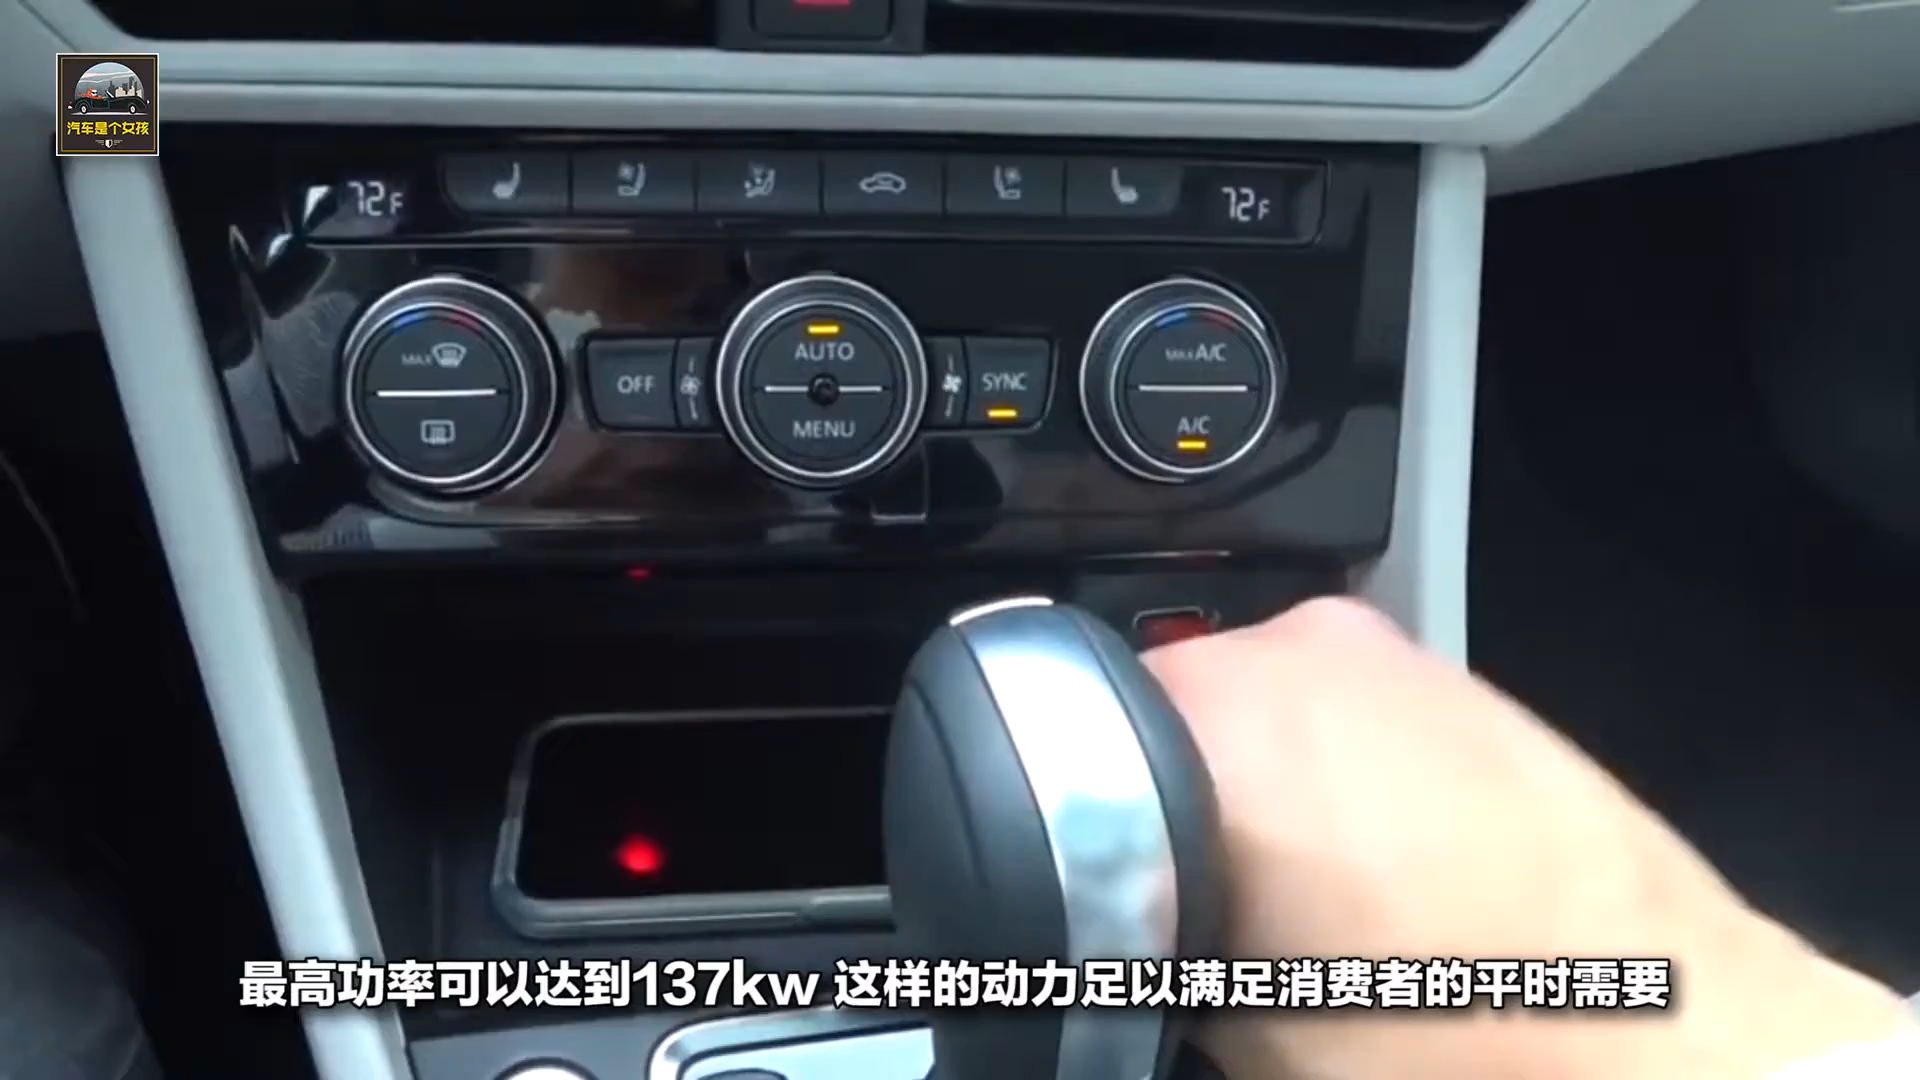 汽车是个女孩
72F
72F
MAX
OFF
AUTO
MENU
SYNC
MAX A/C
A/C
最高功率可以达到137kw 这样的动力足以满足消费者的平时需要